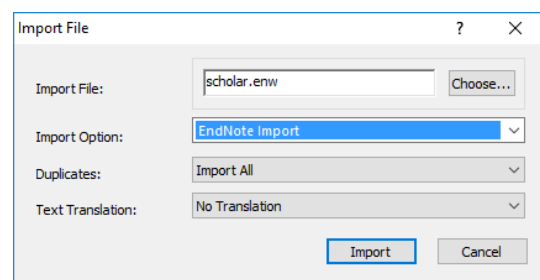 Import File ? ×
Import File: scholar.enw Choose...
Import Option: EndNote Import
Duplicates: Import All
Text Translation: No Translation
Import Cancel